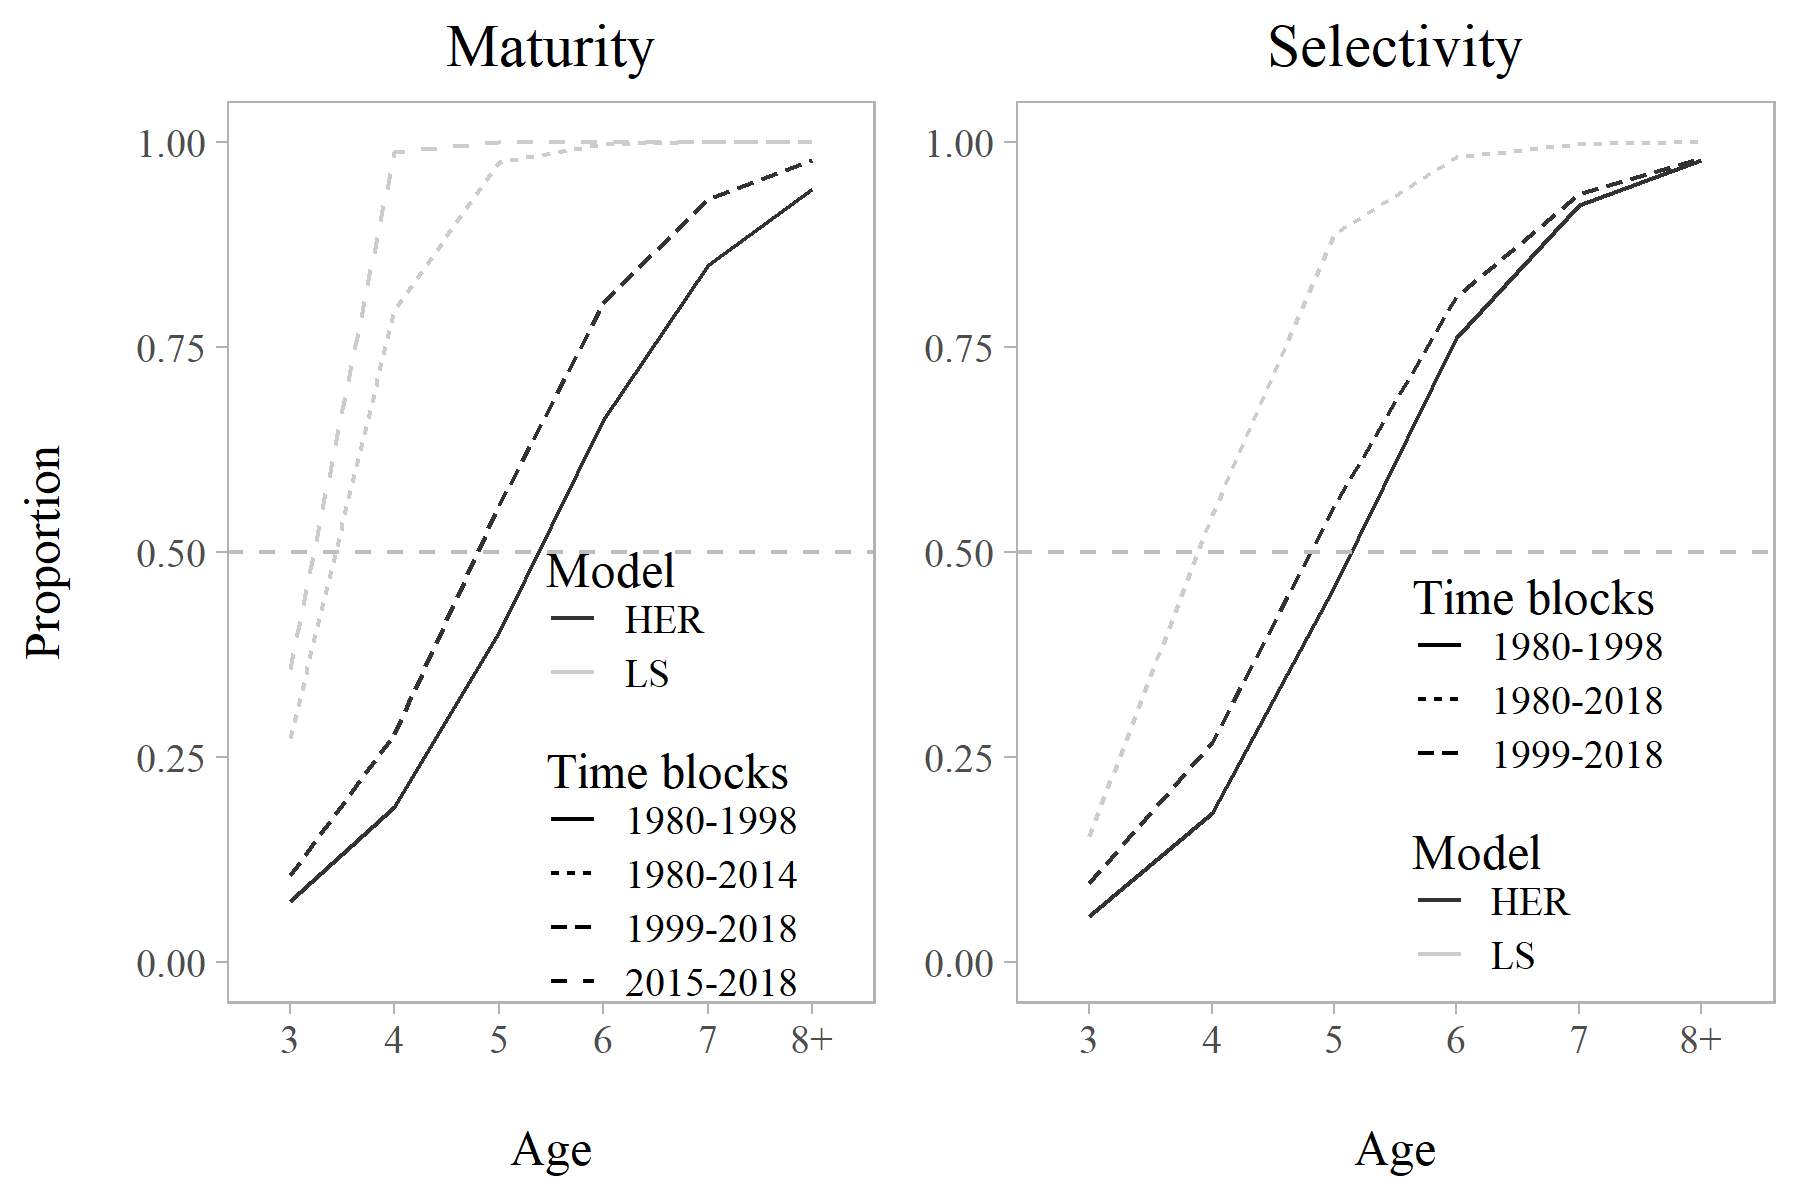 Maturity
Selectivity
Proportion
1.00
0.75
0.50
0.25
0.00
Model
HER
LS
Time blocks
1980-1998
1980-2014
1999-2018
2015-2018
3 4 5 6 7 8+
Age
1.00
0.75
0.50
0.25
0.00
Time blocks
1980-1998
1980-2018
1999-2018
Model
HER
LS
3 4 5 6 7 8+
Age